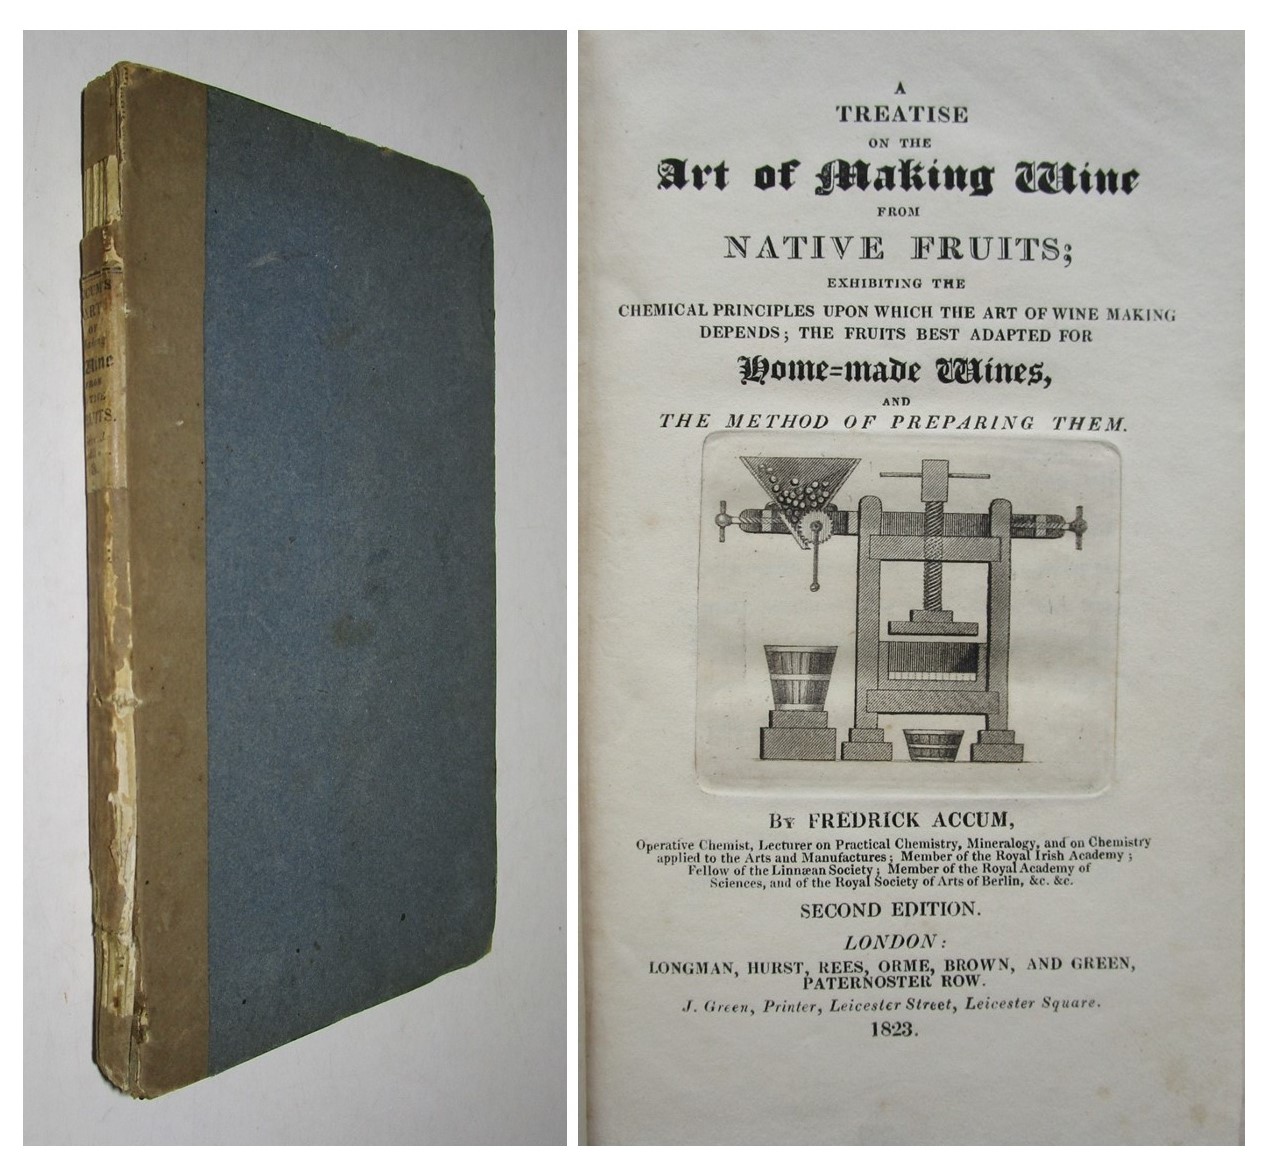 ART
OF
Making
Wine
FROM
A
TREATISE
ON THE
Art of Making Wine
FROM
NATIVE FRUITS;
EXHIBITING THE
CHEMICAL PRINCIPLES UPON WHICH THE ART OF WINE MAKING
DEPENDS; THE FRUITS BEST ADAPTED FOR
Home-made Wines,
AND
THE METHOD OF PREPARING THEM.
By FREDRICK ACCUM,
Operative Chemist, Lecturer on Practical Chemistry, Mineralogy, and on Chemistry
applied to the Arts and Manufactures; Member of the Royal Irish Academy;
Fellow of the Linnæan Society; Member of the Royal Academy of
Sciences, and of the Royal Society of Arts of Berlin, &c. &c.
SECOND EDITION.
LONDON:
LONGMAN, HURST, REES, ORME, BROWN, AND GREEN,
PATERNOSTER ROW.
J. Green, Printer, Leicester Street, Leicester Square.
1823.